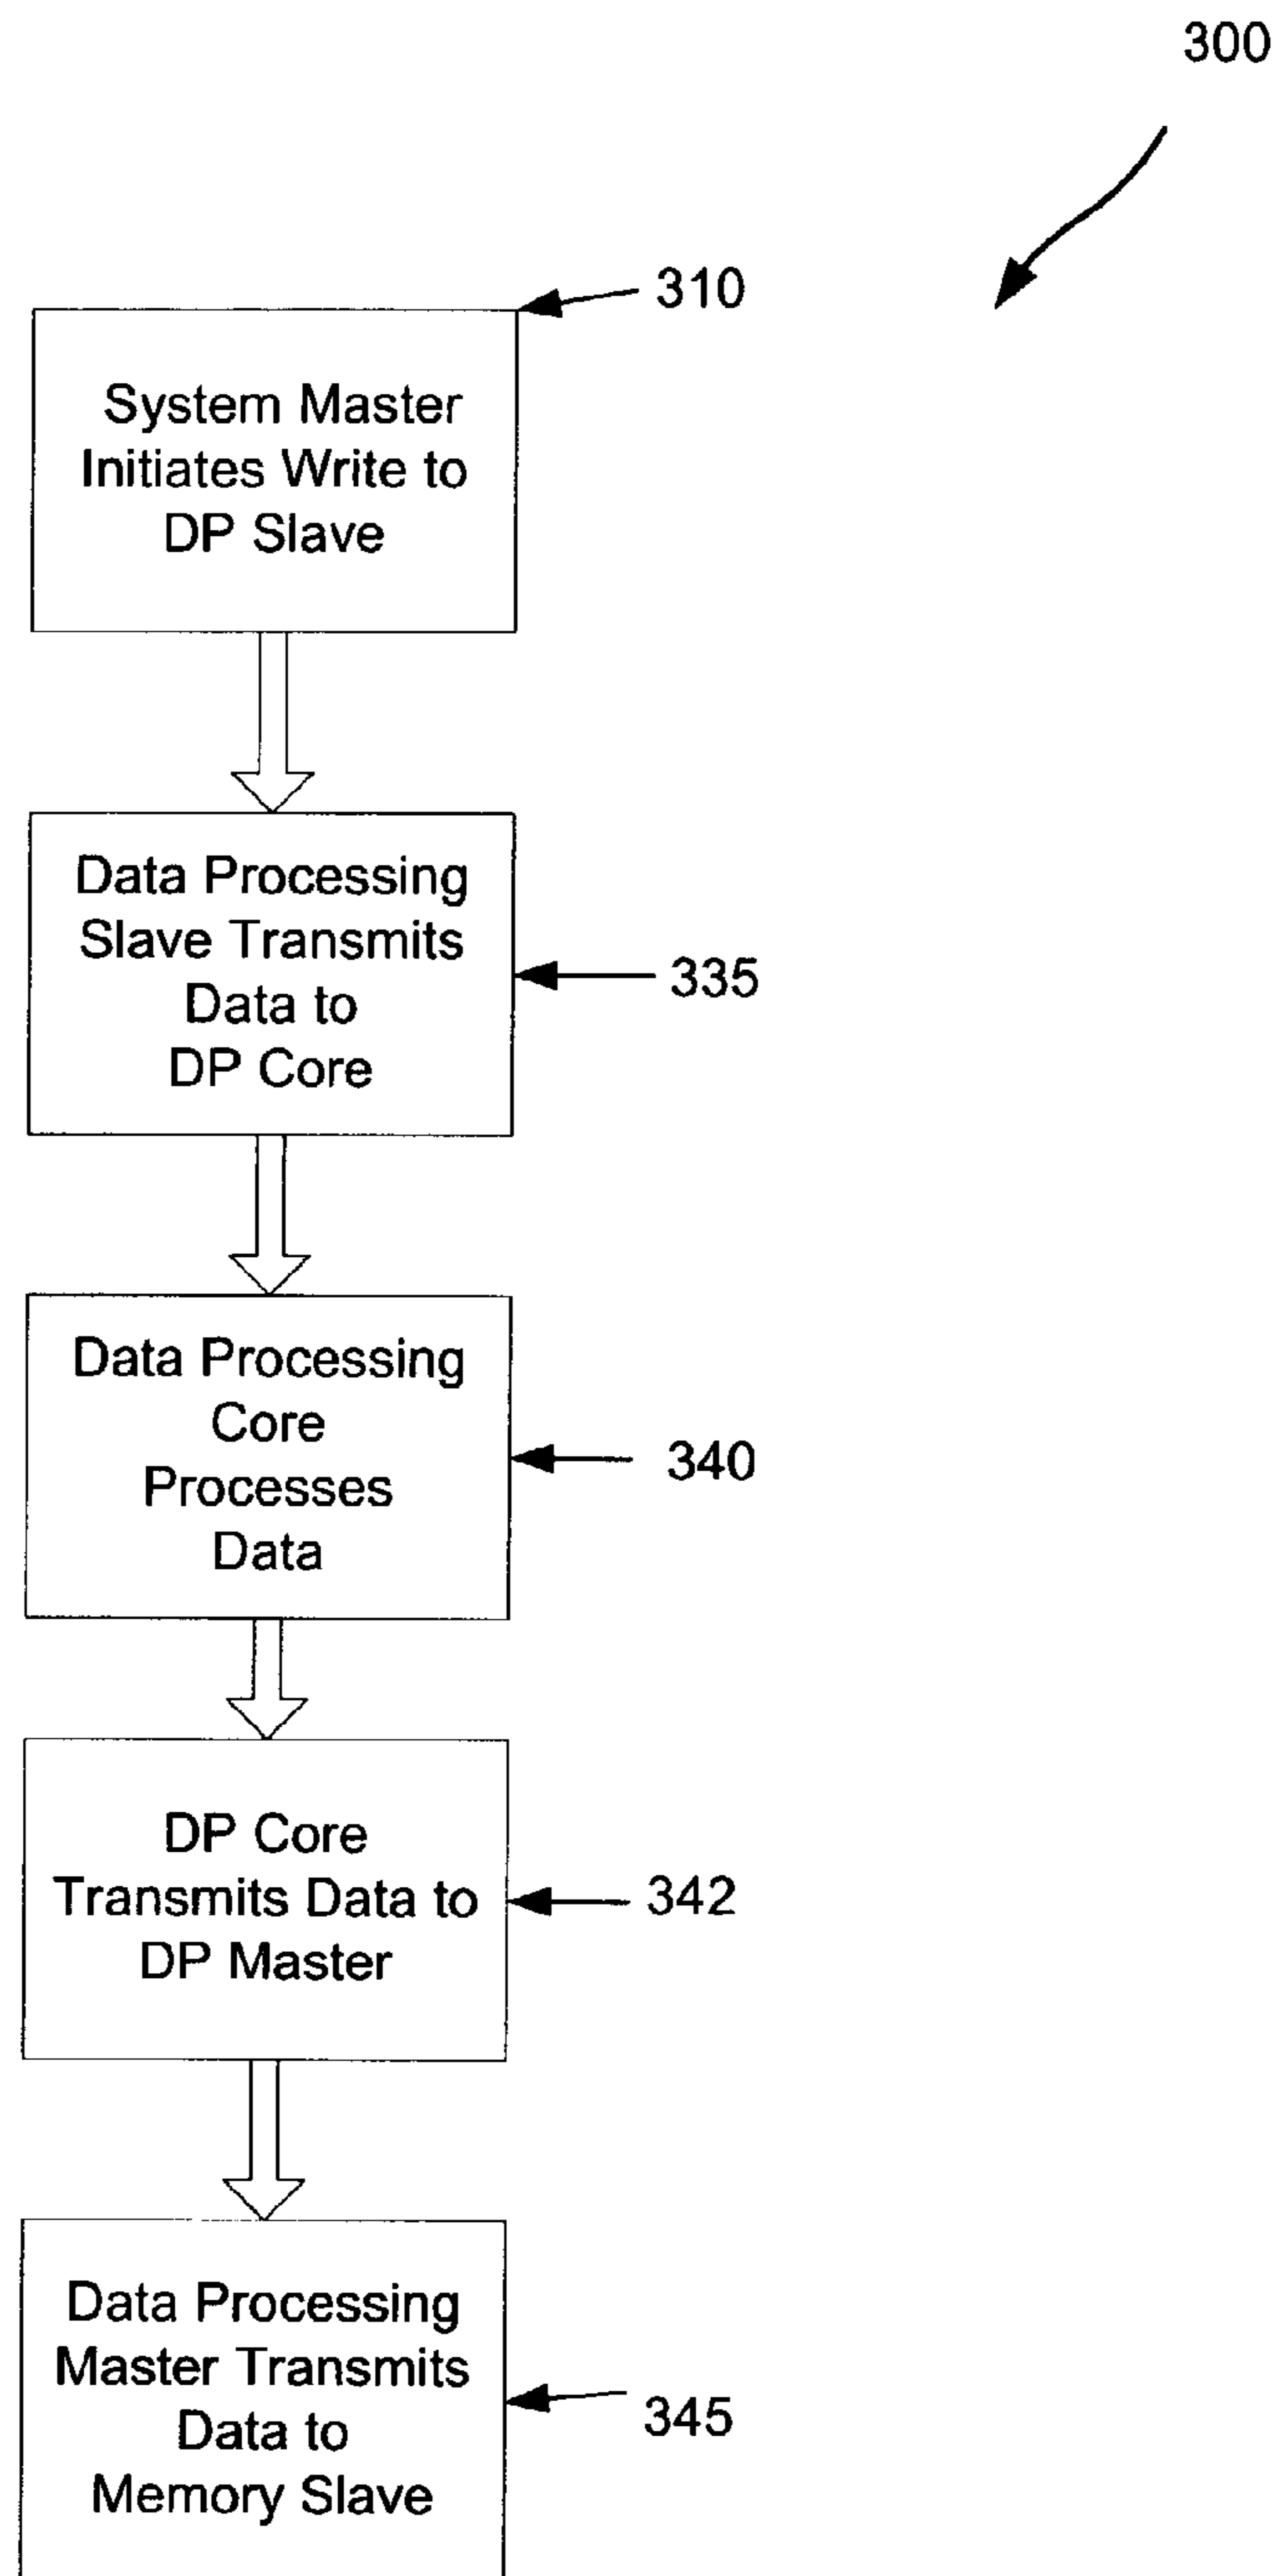 300
310
System Master
Initiates Write to
DP Slave
Data Processing
Slave Transmits
Data to
DP Core
335
Data Processing
Core
Processes
Data
340
DP Core
Transmits Data to
DP Master
342
Data Processing
Master Transmits
Data to
Memory Slave
345